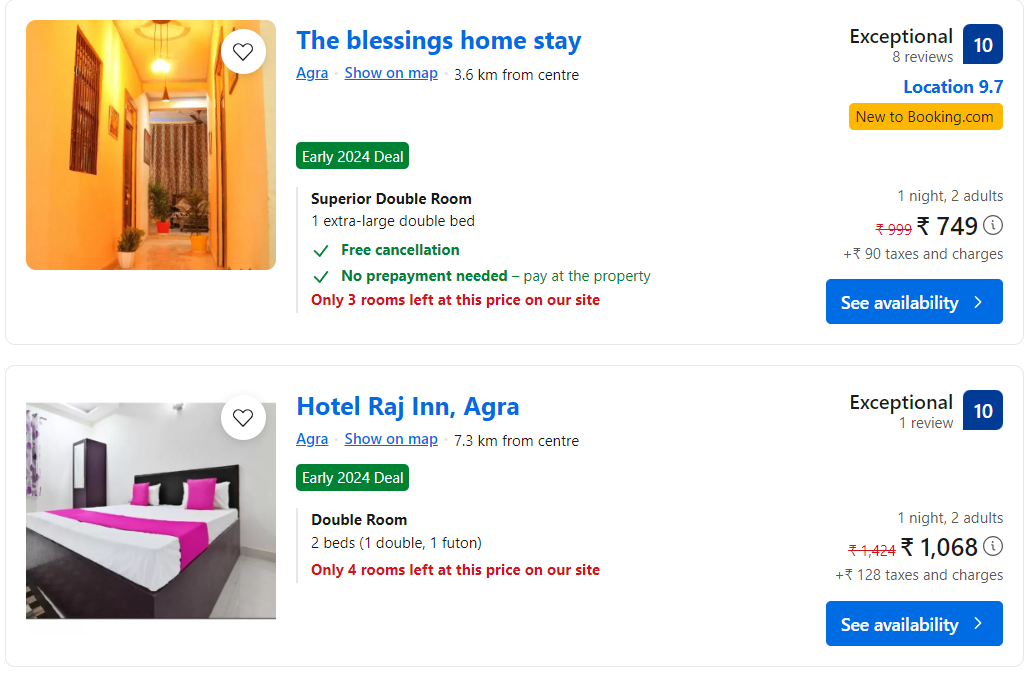 The blessings home stay
Agra · Show on map · 3.6 km from centre
Exceptional 10
8 reviews
Location 9.7
New to Booking.com
Early 2024 Deal
Superior Double Room
1 extra-large double bed
Free cancellation
No prepayment needed – pay at the property
Only 3 rooms left at this price on our site
1 night, 2 adults
₹ 999 ₹ 749
+₹ 90 taxes and charges
See availability
Hotel Raj Inn, Agra
Agra · Show on map · 7.3 km from centre
Exceptional 10
1 review
Early 2024 Deal
Double Room
2 beds (1 double, 1 futon)
Only 4 rooms left at this price on our site
1 night, 2 adults
₹ 1,424 ₹ 1,068
+₹ 128 taxes and charges
See availability